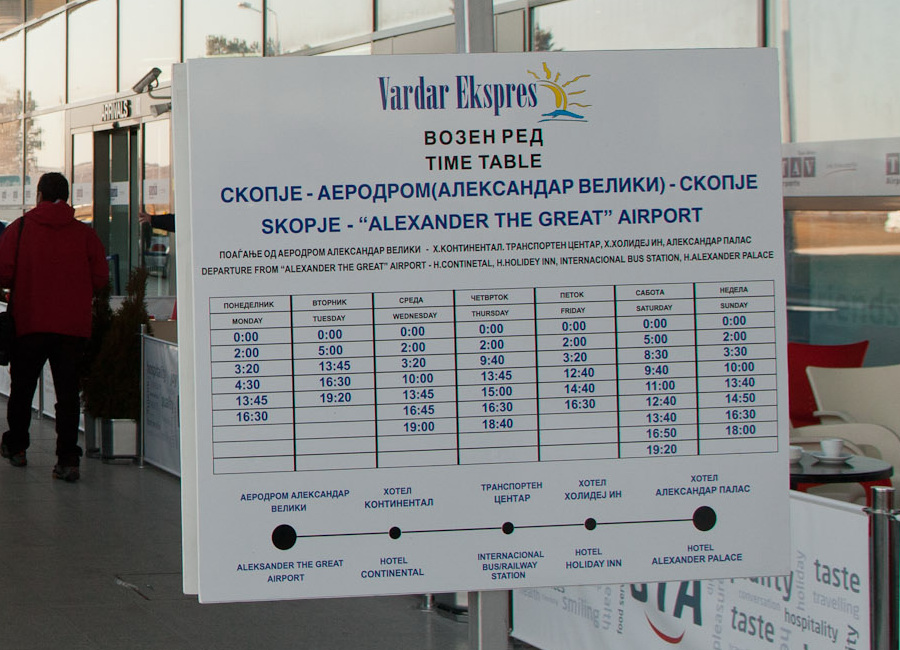 ARRIVALS
Vardar Ekspres
ВОЗЕН РЕД
TIME TABLE
СКОПЈЕ - АЕРОДРОМ(АЛЕКСАНДАР ВЕЛИКИ) - СКОПЈЕ
SKOPJE - “ALEXANDER THE GREAT” AIRPORT
ПОАЃАЊЕ ОД АЕРОДРОМ АЛЕКСАНДАР ВЕЛИКИ - Х.КОНТИНЕНТАЛ.ТРАНСПОРТЕН ЦЕНТАР, Х.ХОЛИДЕЈ ИН, АЛЕКСАНДАР ПАЛАС
DEPARTURE FROM “ALEXANDER THE GREAT” AIRPORT - H.CONTINETAL, H.HOLIDEY INN, INTERNACIONAL BUS STATION, H.ALEXANDER PALACE
ПОНЕДЕЛНИК ВТОРНИК СРЕДА ЧЕТВРТОК ПЕТОК САБОТА НЕДЕЛА
MONDAY TUESDAY WEDNESDAY THURSDAY FRIDAY SATURDAY SUNDAY
0:00 0:00 0:00 0:00 0:00 0:00 0:00
2:00 5:00 2:00 2:00 2:00 5:00 2:00
3:20 13:45 3:20 9:40 3:20 8:30 3:30
4:30 16:30 10:00 13:45 12:40 9:40 10:00
13:45 19:20 13:45 15:00 14:40 11:00 13:40
16:30 16:45 16:30 16:30 12:40 14:50
19:00 18:40 13:40 16:30
16:50 18:00
19:20
АЕРОДРОМ АЛЕКСАНДАР ХОТЕЛ ТРАНСПОРТЕН ХОТЕЛ ХОТЕЛ
ВЕЛИКИ КОНТИНЕНТАЛ ЦЕНТАР ХОЛИДЕЈ ИН АЛЕКСАНДАР ПАЛАС
ALEKSANDER THE GREAT HOTEL INTERNACIONAL HOTEL HOTEL
AIRPORT CONTINENTAL BUS/RAILWAY HOLIDAY INN ALEXANDER PALACE
STATION
TAV
smiling
food
taste
travelling
conversation
holiday
pleasure
taste
hospitality